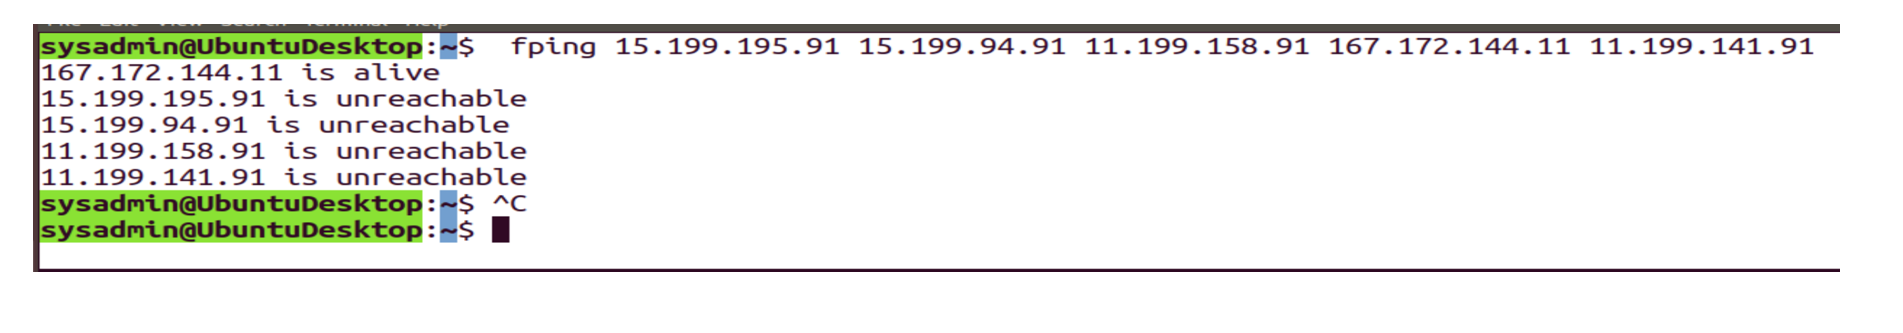 File Edit View Search Terminal Help
sysadmin@UbuntuDesktop:~$  fping 15.199.195.91 15.199.94.91 11.199.158.91 167.172.144.11 11.199.141.91
167.172.144.11 is alive
15.199.195.91 is unreachable
15.199.94.91 is unreachable
11.199.158.91 is unreachable
11.199.141.91 is unreachable
sysadmin@UbuntuDesktop:~$ ^C
sysadmin@UbuntuDesktop:~$